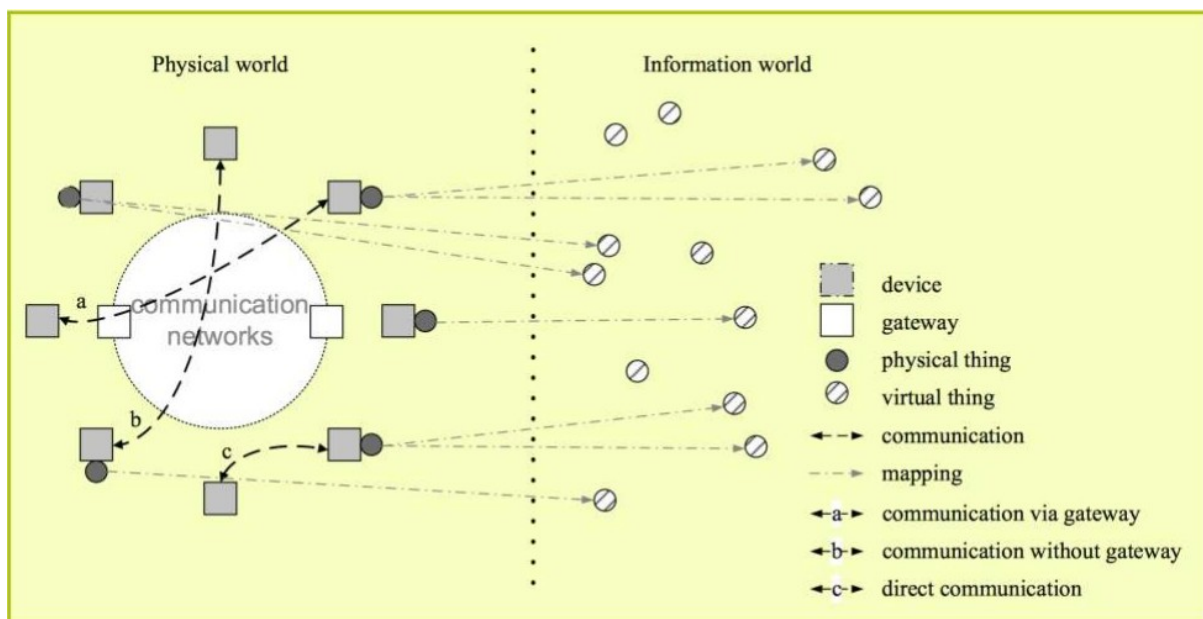 Physical world
Information world
a
communication
networks
b
c
device
gateway
physical thing
virtual thing
communication
mapping
a communication via gateway
b communication without gateway
c direct communication